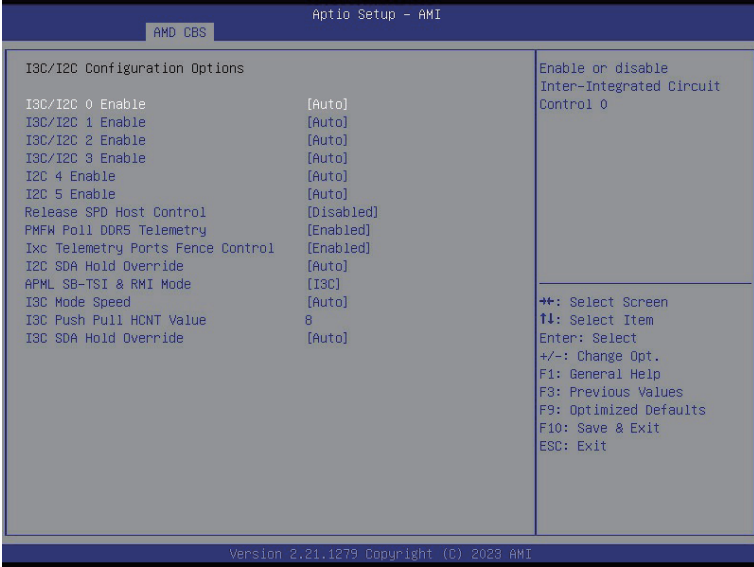 Aptio Setup – AMI
AMD CBS
I3C/I2C Configuration Options
I3C/I2C 0 Enable [Auto]
I3C/I2C 1 Enable [Auto]
I3C/I2C 2 Enable [Auto]
I3C/I2C 3 Enable [Auto]
I2C 4 Enable [Auto]
I2C 5 Enable [Auto]
Release SPD Host Control [Disabled]
PMFW Poll DDR5 Telemetry [Enabled]
Ixc Telemetry Ports Fence Control [Enabled]
I2C SDA Hold Override [Auto]
APML SB-TSI & RMI Mode [I3C]
I3C Mode Speed [Auto]
I3C Push Pull HCNT Value 8
I3C SDA Hold Override [Auto]
Enable or disable
Inter-Integrated Circuit
Control 0
→←: Select Screen
↑↓: Select Item
Enter: Select
+/-: Change Opt.
F1: General Help
F3: Previous Values
F9: Optimized Defaults
F10: Save & Exit
ESC: Exit
Version 2.21.1279 Copyright (C) 2023 AMI